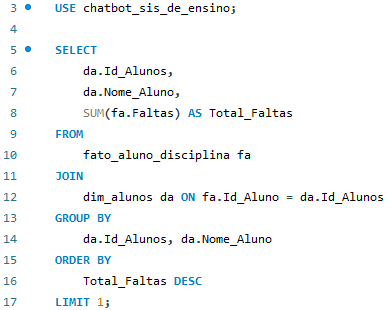 3 USE chatbot_sis_de_ensino;
4
5 SELECT
6 da.Id_Alunos,
7 da.Nome_Aluno,
8 SUM(fa.Faltas) AS Total_Faltas
9 FROM
10 fato_aluno_disciplina fa
11 JOIN
12 dim_alunos da ON fa.Id_Aluno = da.Id_Alunos
13 GROUP BY
14 da.Id_Alunos, da.Nome_Aluno
15 ORDER BY
16 Total_Faltas DESC
17 LIMIT 1;